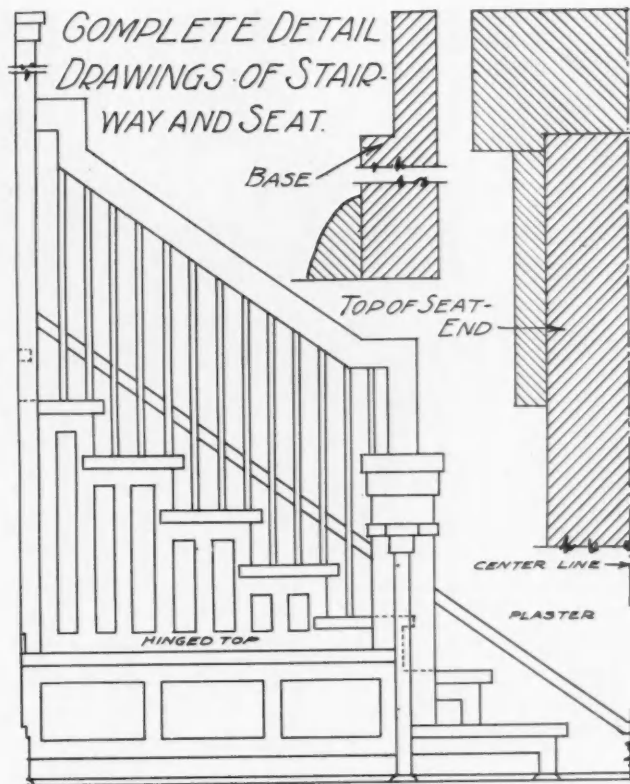 COMPLETE DETAIL
DRAWINGS OF STAIR-
WAY AND SEAT.
BASE
TOP OF SEAT-
END
CENTER LINE
PLASTER
HINGED TOP